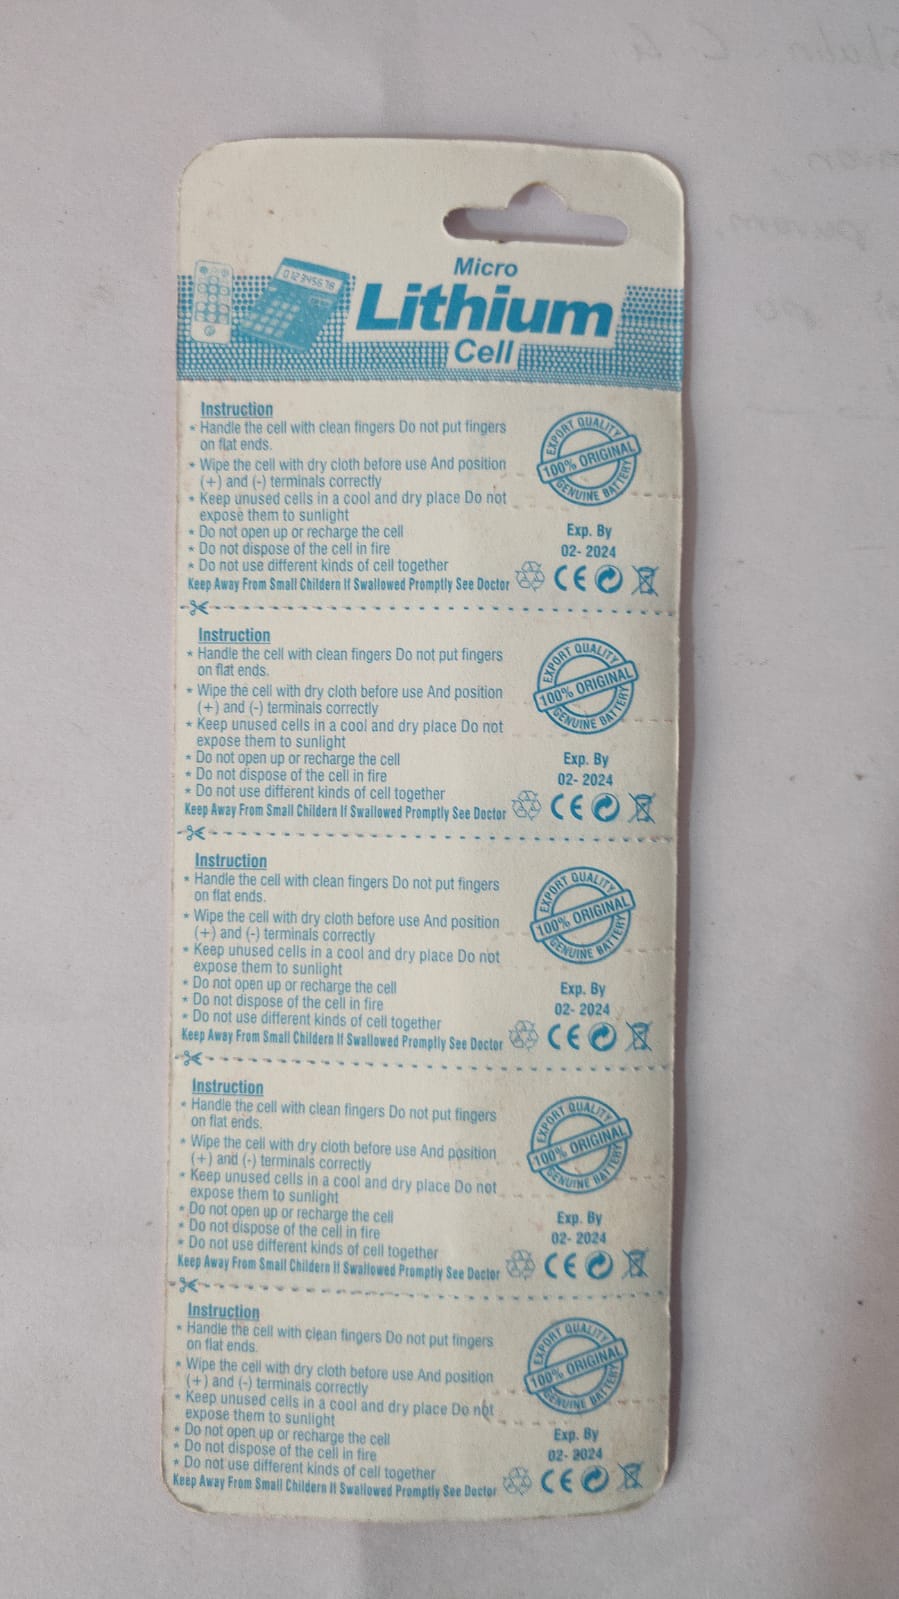 012345678
Micro
Lithium
Cell
Instruction
* Handle the cell with clean fingers Do not put fingers
on flat ends.
* Wipe the cell with dry cloth before use And position
(+) and (-) terminals correctly
* Keep unused cells in a cool and dry place Do not
expose them to sunlight
* Do not open up or recharge the cell
* Do not dispose of the cell in fire
* Do not use different kinds of cell together
Keep Away From Small Childern If Swallowed Promptly See Doctor
EXPORT QUALITY
100% ORIGINAL
GENUINE BATTERY
Exp. By
02- 2024
CE
Instruction
* Handle the cell with clean fingers Do not put fingers
on flat ends.
* Wipe the cell with dry cloth before use And position
(+) and (-) terminals correctly
* Keep unused cells in a cool and dry place Do not
expose them to sunlight
* Do not open up or recharge the cell
* Do not dispose of the cell in fire
* Do not use different kinds of cell together
Keep Away From Small Childern If Swallowed Promptly See Doctor
EXPORT QUALITY
100% ORIGINAL
GENUINE BATTERY
Exp. By
02- 2024
CE
Instruction
* Handle the cell with clean fingers Do not put fingers
on flat ends.
* Wipe the cell with dry cloth before use And position
(+) and (-) terminals correctly
* Keep unused cells in a cool and dry place Do not
expose them to sunlight
* Do not open up or recharge the cell
* Do not dispose of the cell in fire
* Do not use different kinds of cell together
Keep Away From Small Childern If Swallowed Promptly See Doctor
EXPORT QUALITY
100% ORIGINAL
GENUINE BATTERY
Exp. By
02- 2024
CE
Instruction
* Handle the cell with clean fingers Do not put fingers
on flat ends.
* Wipe the cell with dry cloth before use And position
(+) and (-) terminals correctly
* Keep unused cells in a cool and dry place Do not
expose them to sunlight
* Do not open up or recharge the cell
* Do not dispose of the cell in fire
* Do not use different kinds of cell together
Keep Away From Small Childern If Swallowed Promptly See Doctor
EXPORT QUALITY
100% ORIGINAL
GENUINE BATTERY
Exp. By
02- 2024
CE
Instruction
* Handle the cell with clean fingers Do not put fingers
on flat ends.
* Wipe the cell with dry cloth before use And position
(+) and (-) terminals correctly
* Keep unused cells in a cool and dry place Do not
expose them to sunlight
* Do not open up or recharge the cell
* Do not dispose of the cell in fire
* Do not use different kinds of cell together
Keep Away From Small Childern If Swallowed Promptly See Doctor
EXPORT QUALITY
100% ORIGINAL
GENUINE BATTERY
Exp. By
02- 2024
CE